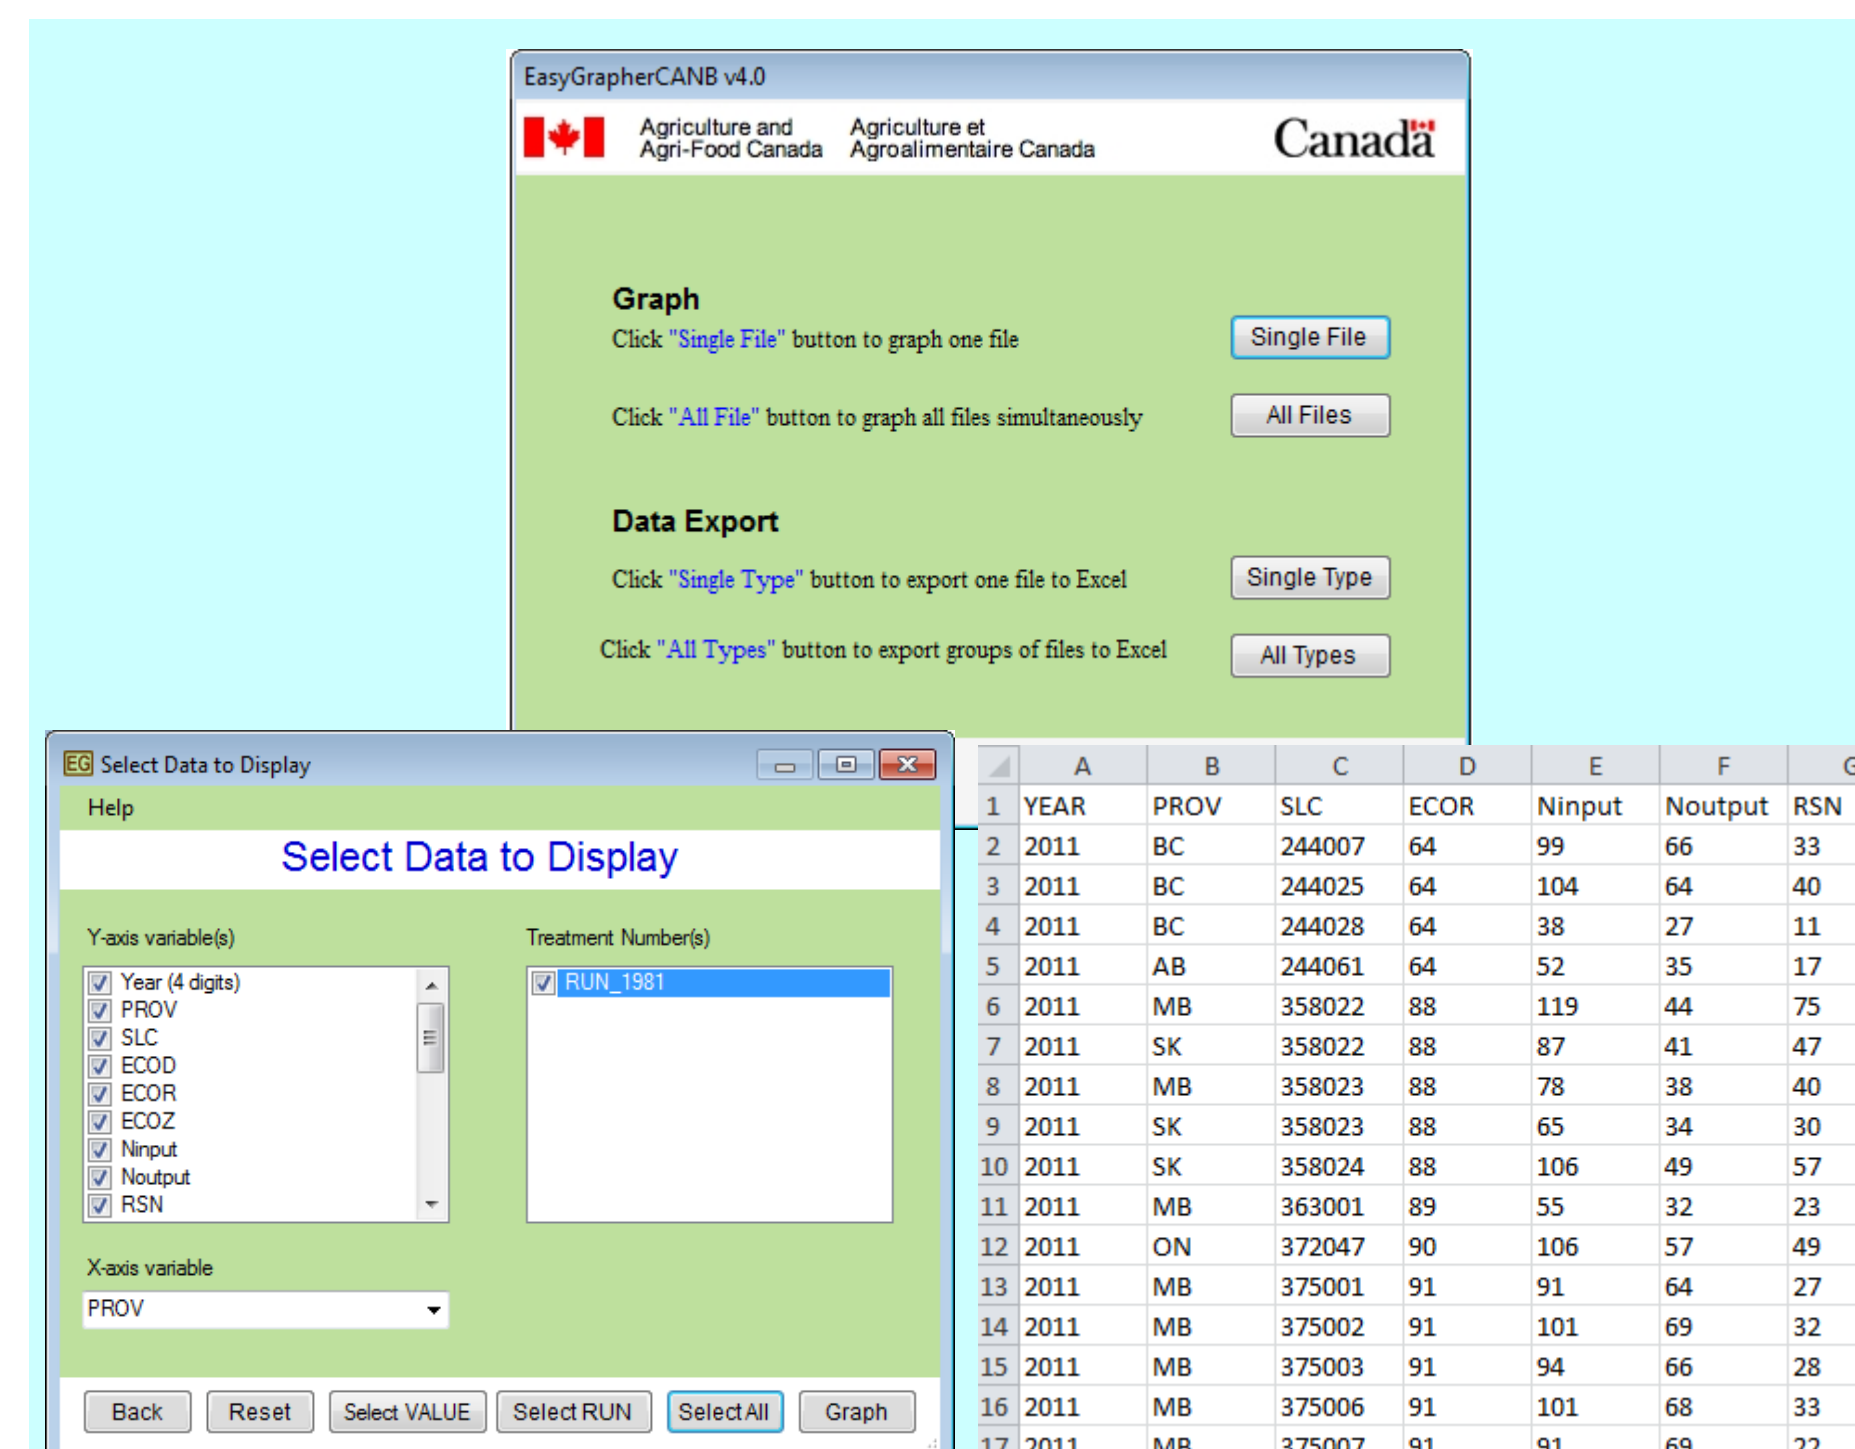 EasyGrapherCANB v4.0
Agriculture and Agriculture et
Agri-Food Canada Agroalimentaire Canada
Canada
Graph
Click "Single File" button to graph one file
Single File
Click "All File" button to graph all files simultaneously
All Files
Data Export
Click "Single Type" button to export one file to Excel
Single Type
Click "All Types" button to export groups of files to Excel
All Types
EG Select Data to Display
Help
Select Data to Display
Y-axis variable(s)
Year (4 digits)
PROV
SLC
ECOD
ECOR
ECOZ
Ninput
Noutput
RSN
Treatment Number(s)
RUN_1981
X-axis variable
PROV
Back Reset Select VALUE Select RUN Select All Graph
A B C D E F G
1 YEAR PROV SLC ECOR Ninput Noutput RSN
2 2011 BC 244007 64 99 66 33
3 2011 BC 244025 64 104 64 40
4 2011 BC 244028 64 38 27 11
5 2011 AB 244061 64 52 35 17
6 2011 MB 358022 88 119 44 75
7 2011 SK 358022 88 87 41 47
8 2011 MB 358023 88 78 38 40
9 2011 SK 358023 88 65 34 30
10 2011 SK 358024 88 106 49 57
11 2011 MB 363001 89 55 32 23
12 2011 ON 372047 90 106 57 49
13 2011 MB 375001 91 91 64 27
14 2011 MB 375002 91 101 69 32
15 2011 MB 375003 91 94 66 28
16 2011 MB 375006 91 101 68 33
17 2011 MB 375007 91 91 69 22